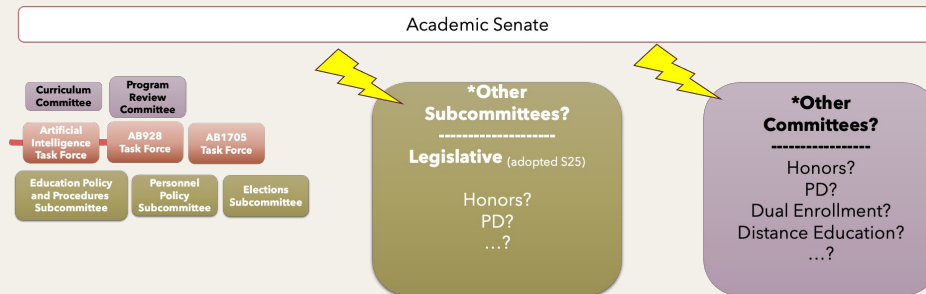 Academic Senate
Curriculum
Committee
Program
Review
Committee
Artificial
Intelligence
Task Force
AB928
Task Force
AB1705
Task Force
Education Policy
and Procedures
Subcommittee
Personnel
Policy
Subcommittee
Elections
Subcommittee
*Other
Subcommittees?
--------------------
Legislative (adopted S25)
Honors?
PD?
…?
*Other
Committees?
-----------------
Honors?
PD?
Dual Enrollment?
Distance Education?
…?